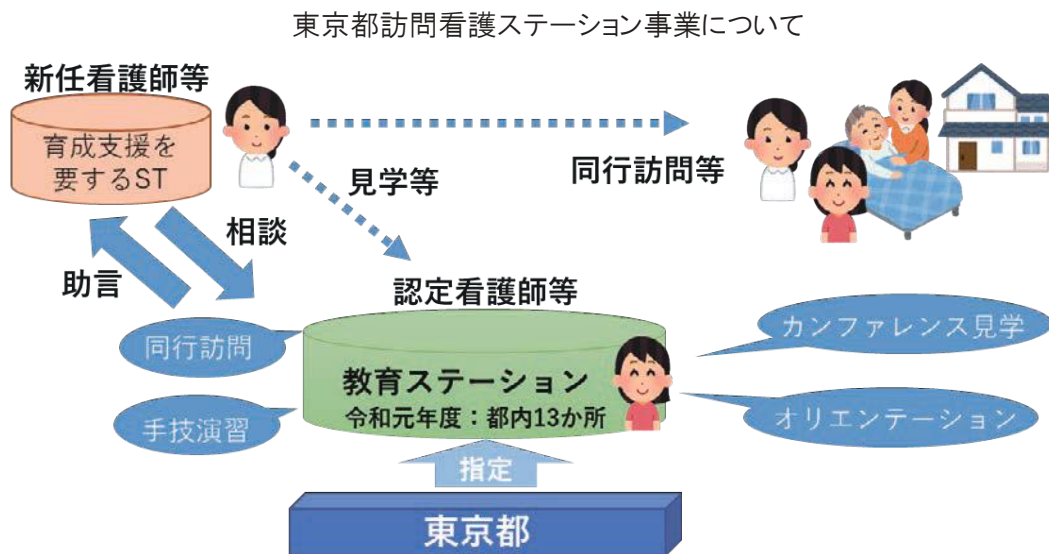 東京都訪問看護ステーション事業について
新任看護師等
育成支援を
要するST
見学等
同行訪問等
相談
助言
認定看護師等
同行訪問
カンファレンス見学
教育ステーション
令和元年度：都内13か所
手技演習
オリエンテーション
指定
東京都